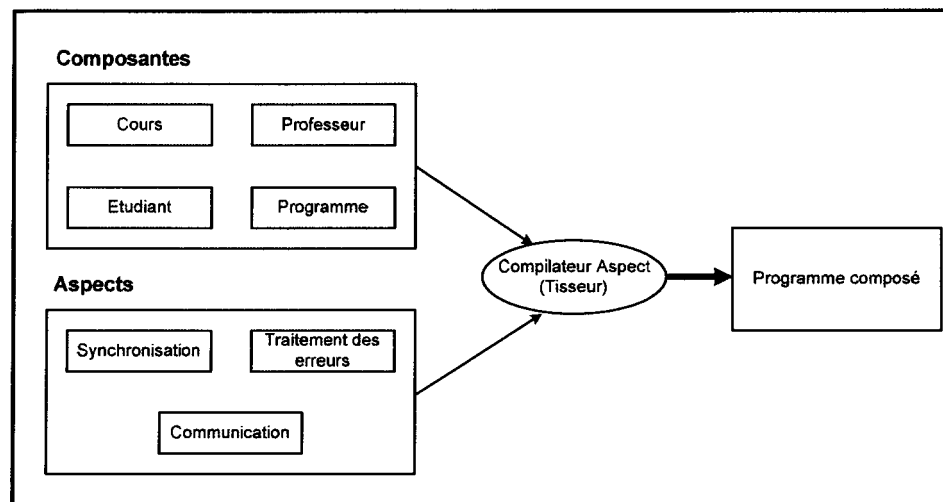 Composantes
Cours
Professeur
Etudiant
Programme
Aspects
Synchronisation
Traitement des
erreurs
Communication
Compilateur Aspect
(Tisseur)
Programme composé